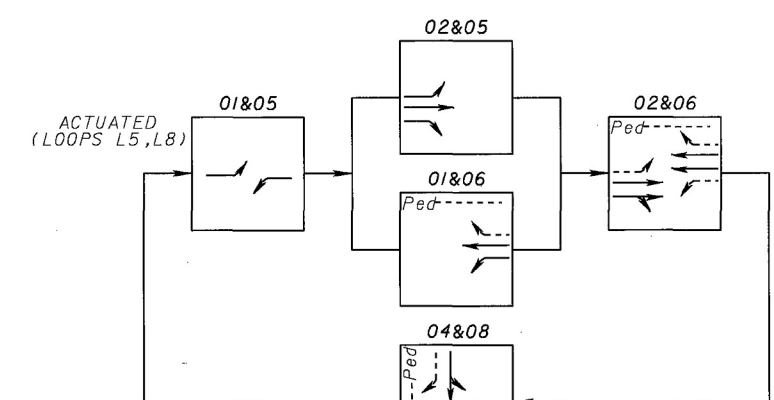 02&05
01&05
ACTUATED
(LOOPS L5,L8)
02&06
Ped
01&06
Ped
04&08
Ped